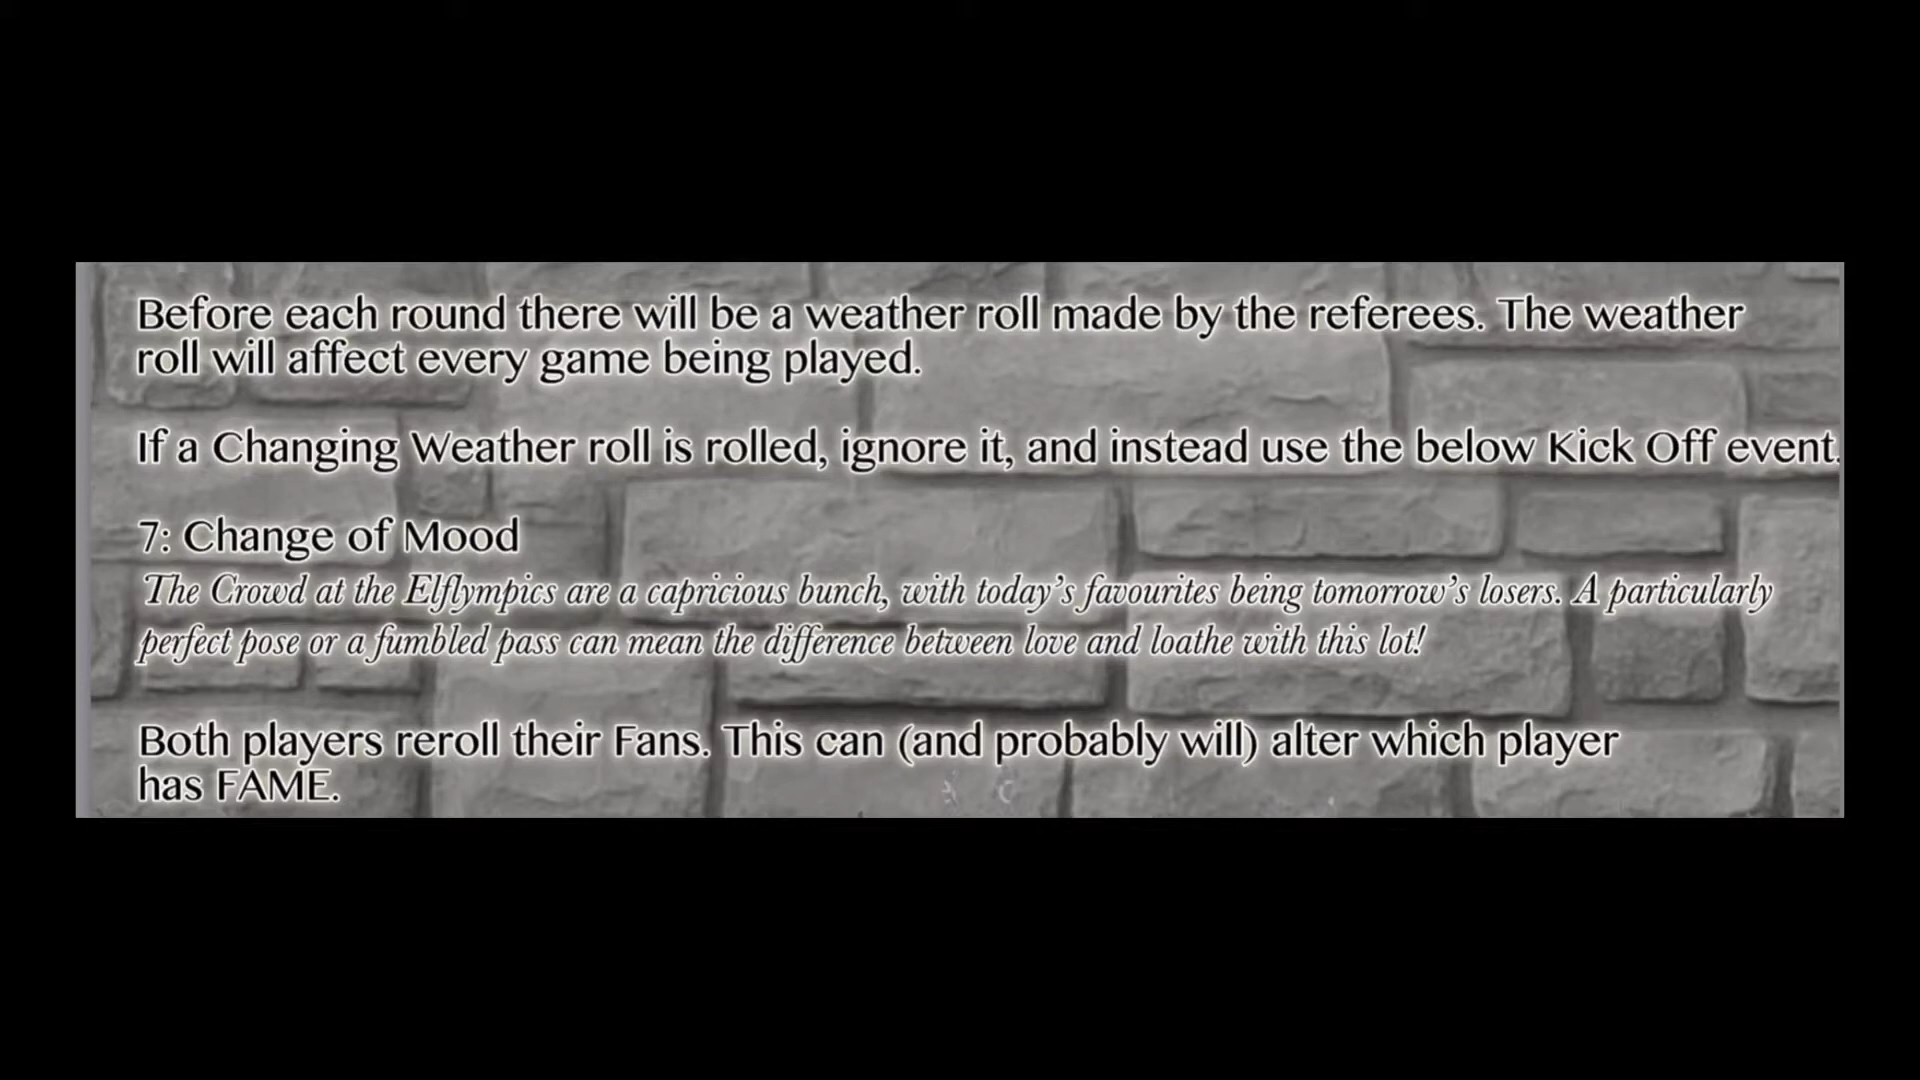 Before each round there will be a weather roll made by the referees. The weather
roll will affect every game being played.
If a Changing Weather roll is rolled, ignore it, and instead use the below Kick Off event.
7: Change of Mood
The Crowd at the Elflympics are a capricious bunch, with today’s favourites being tomorrow’s losers. A particularly
perfect pose or a fumbled pass can mean the difference between love and loathe with this lot!
Both players reroll their Fans. This can (and probably will) alter which player
has FAME.